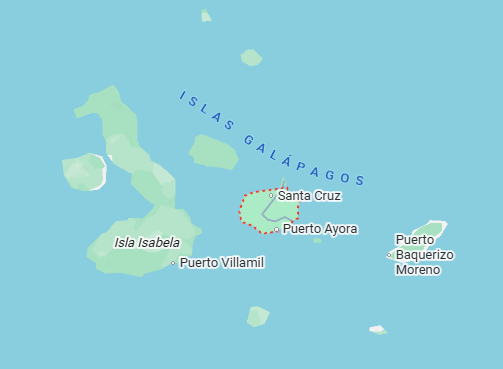 ISLAS GALÁPAGOS
Santa Cruz
Puerto Ayora
Isla Isabela
Puerto Villamil
Puerto
Baquerizo
Moreno